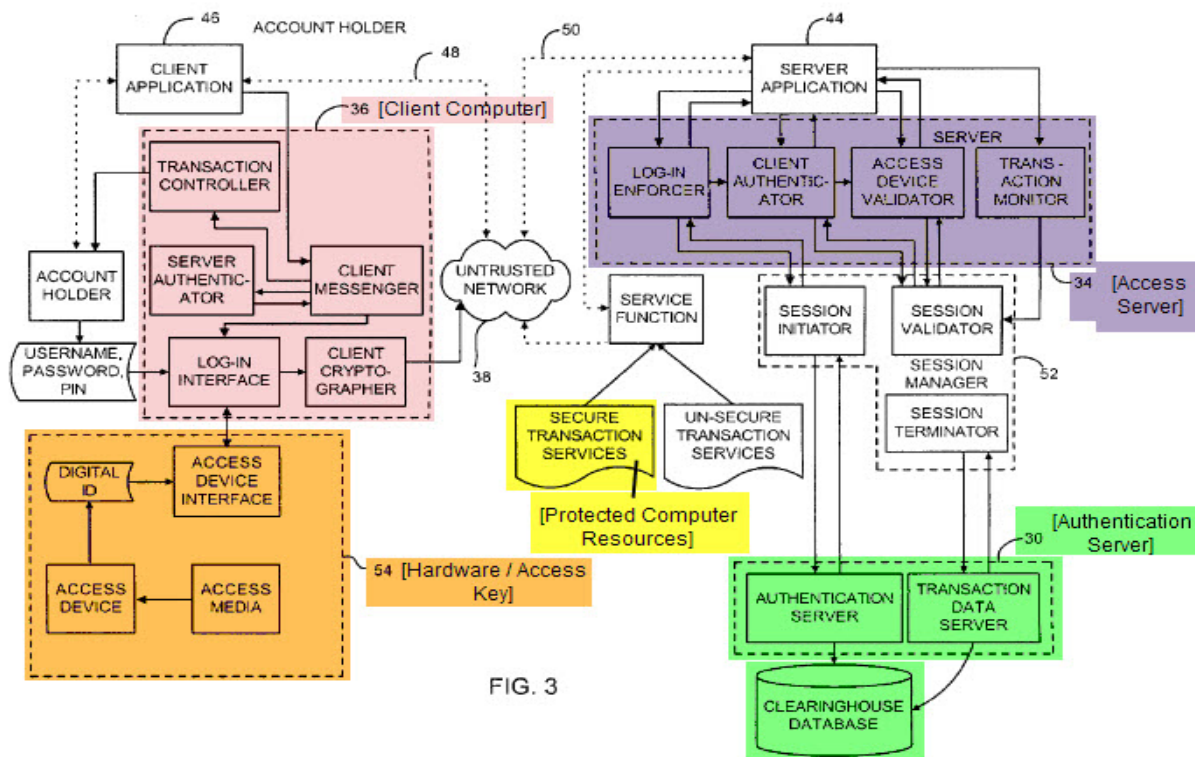 46
ACCOUNT HOLDER
CLIENT
APPLICATION
48
50
44
SERVER
APPLICATION
36 [Client Computer]
TRANSACTION
CONTROLLER
SERVER
AUTHENTIC-
ATOR
CLIENT
MESSENGER
ACCOUNT
HOLDER
USERNAME,
PASSWORD,
PIN
LOG-IN
INTERFACE
CLIENT
CRYPTO-
GRAPHER
UNTRUSTED
NETWORK
38
SERVER
LOG-IN
ENFORCER
CLIENT
AUTHENTIC-
ATOR
ACCESS
DEVICE
VALIDATOR
TRANS -
ACTION
MONITOR
34 [Access
Server]
SERVICE
FUNCTION
SESSION
INITIATOR
SESSION
VALIDATOR
SESSION
MANAGER
52
SESSION
TERMINATOR
SECURE
TRANSACTION
SERVICES
UN-SECURE
TRANSACTION
SERVICES
[Protected Computer
Resources]
DIGITAL
ID
ACCESS
DEVICE
INTERFACE
ACCESS
DEVICE
ACCESS
MEDIA
54 [Hardware / Access
Key]
30 [Authentication
Server]
AUTHENTICATION
SERVER
TRANSACTION
DATA
SERVER
CLEARINGHOUSE
DATABASE
FIG. 3